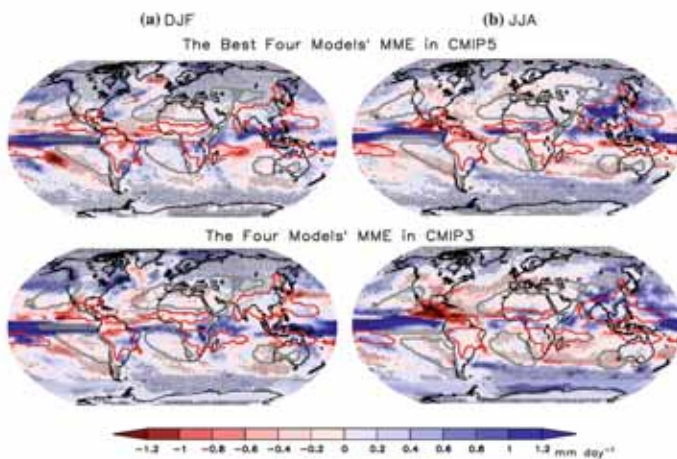 (a) DJF (b) JJA
The Best Four Models' MME in CMIP5
The Four Models' MME in CMIP3
-1.2 -1 -0.8 -0.6 -0.4 -0.2 0 0.2 0.4 0.6 0.8 1 1.2 mm day⁻¹